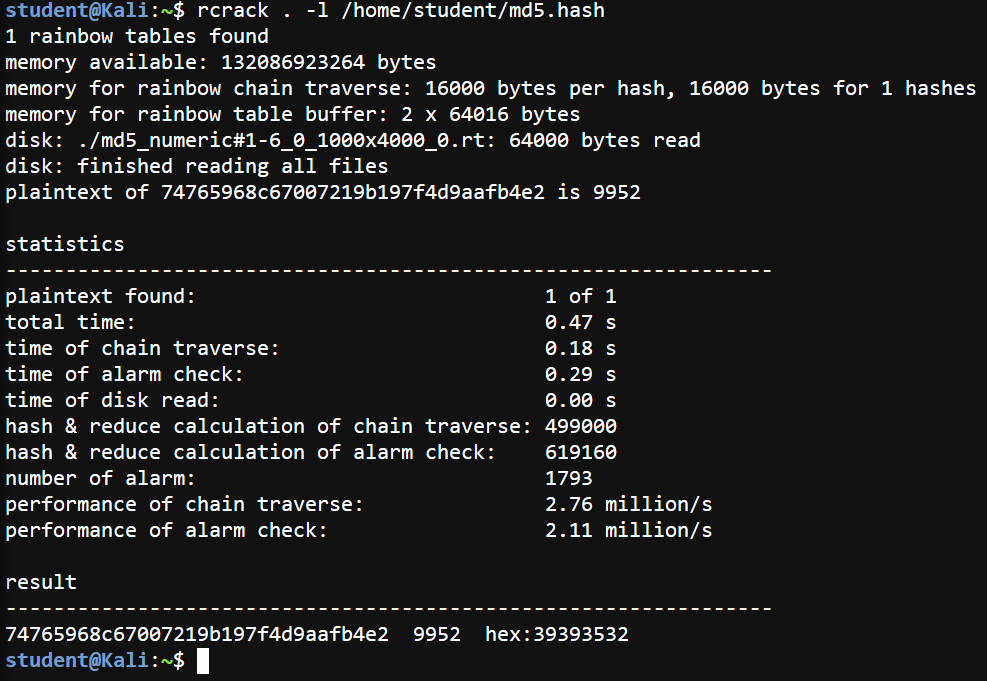 student@Kali:~$ rcrack . -l /home/student/md5.hash
1 rainbow tables found
memory available: 132086923264 bytes
memory for rainbow chain traverse: 16000 bytes per hash, 16000 bytes for 1 hashes
memory for rainbow table buffer: 2 x 64016 bytes
disk: ./md5_numeric#1-6_0_1000x4000_0.rt: 64000 bytes read
disk: finished reading all files
plaintext of 74765968c67007219b197f4d9aafb4e2 is 9952

statistics
----------------------------------------------------------------
plaintext found:                             1 of 1
total time:                                  0.47 s
time of chain traverse:                      0.18 s
time of alarm check:                         0.29 s
time of disk read:                           0.00 s
hash & reduce calculation of chain traverse: 499000
hash & reduce calculation of alarm check:    619160
number of alarm:                             1793
performance of chain traverse:               2.76 million/s
performance of alarm check:                  2.11 million/s

result
----------------------------------------------------------------
74765968c67007219b197f4d9aafb4e2  9952  hex:39393532
student@Kali:~$